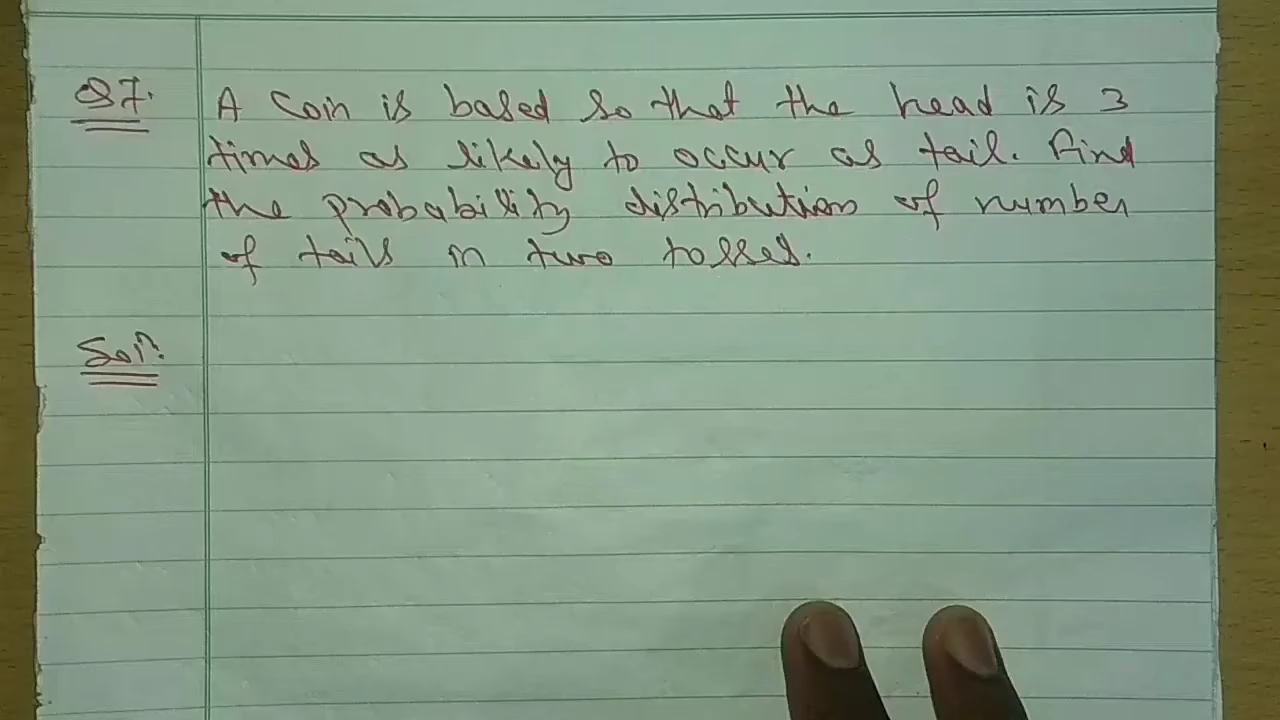 Q7. A coin is based so that the head is 3
times as likely to occur as tail. Find
the probability distribution of number
of tails in two tosses.
Solⁿ.